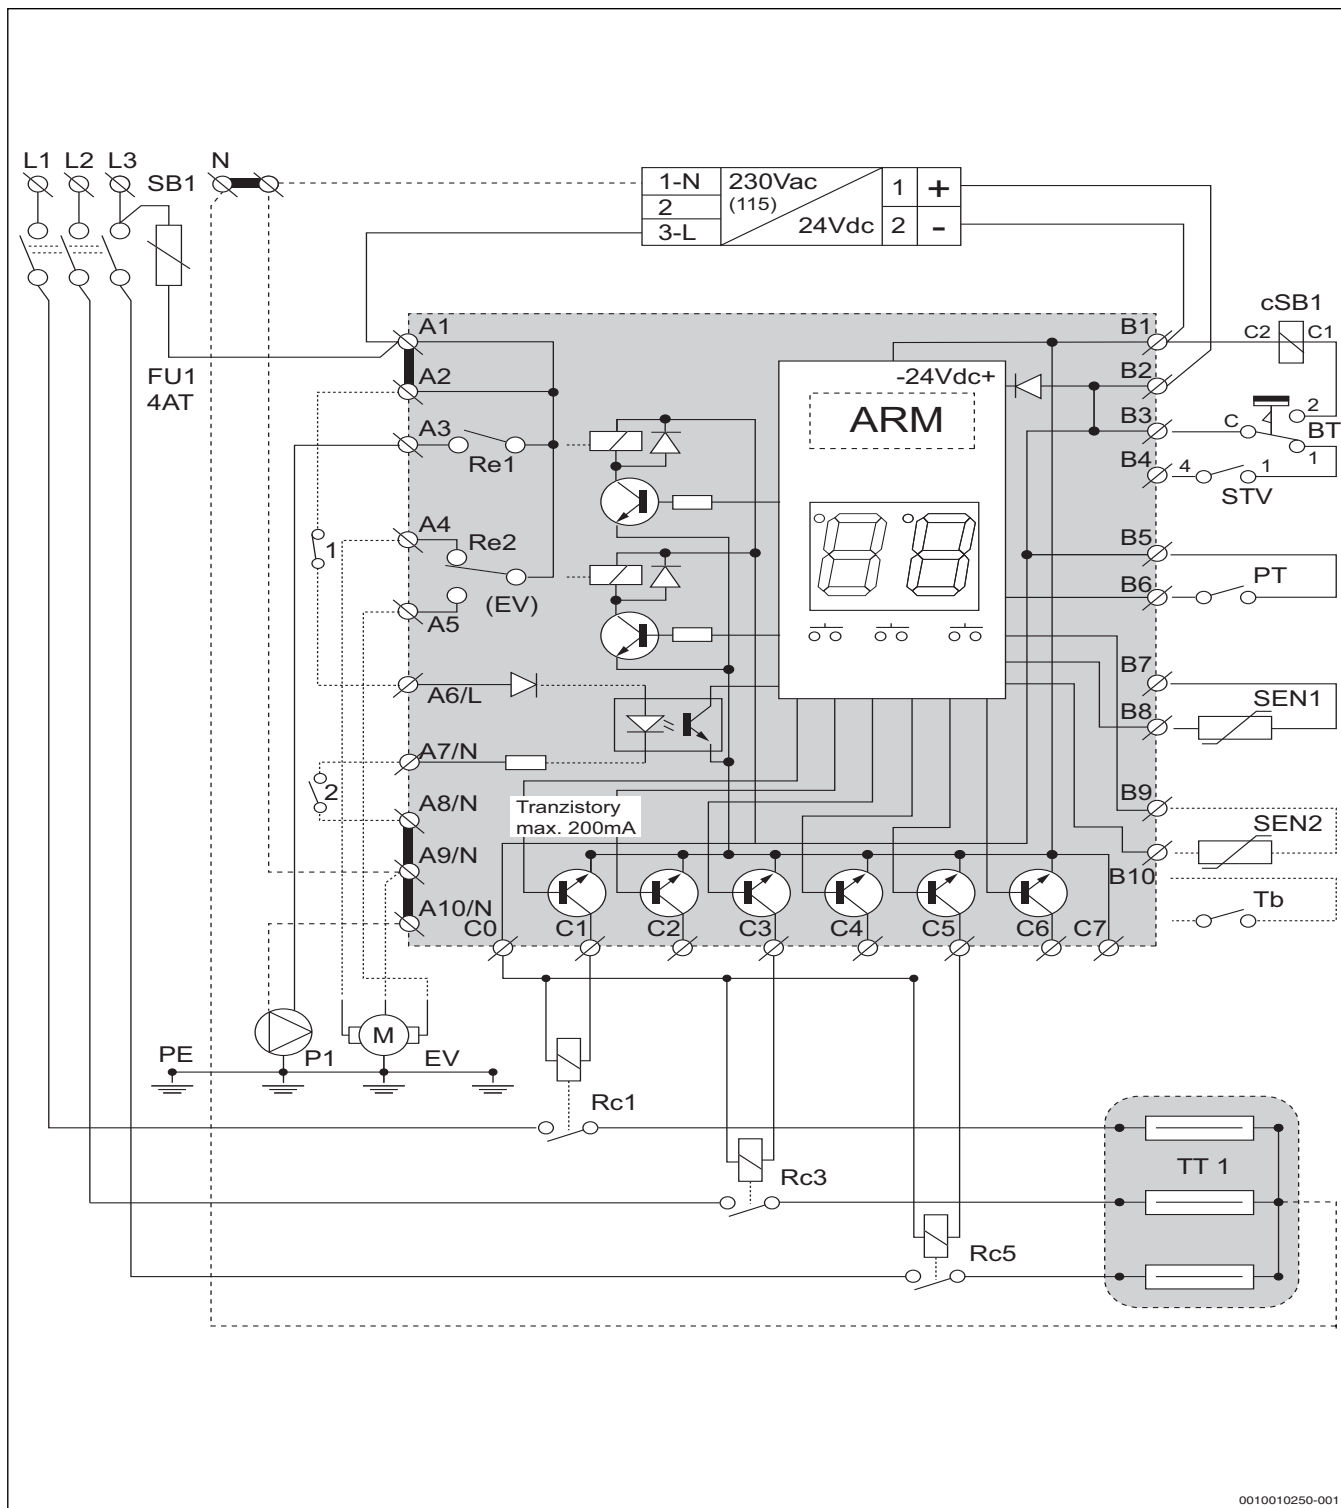 L1 L2 L3 SB1 N
1-N 230Vac 1 +
2 (115)
3-L 24Vdc 2 -
cSB1
C2 C1
A1 B1
FU1
4AT
A2 -24Vdc+ B2
ARM
A3 B3 C 2
BT
Re1 B4 4 1
1
STV
A4 B5
Re2
1 PT
(EV) B6
A5
B7
A6/L SEN1
B8
A7/N
2 B9
A8/N Tranzistory
max. 200mA
SEN2
A9/N
B10
A10/N Tb
C0 C1 C2 C3 C4 C5 C6 C7
M
PE P1 EV
Rc1
TT 1
Rc3
Rc5
0010010250-001